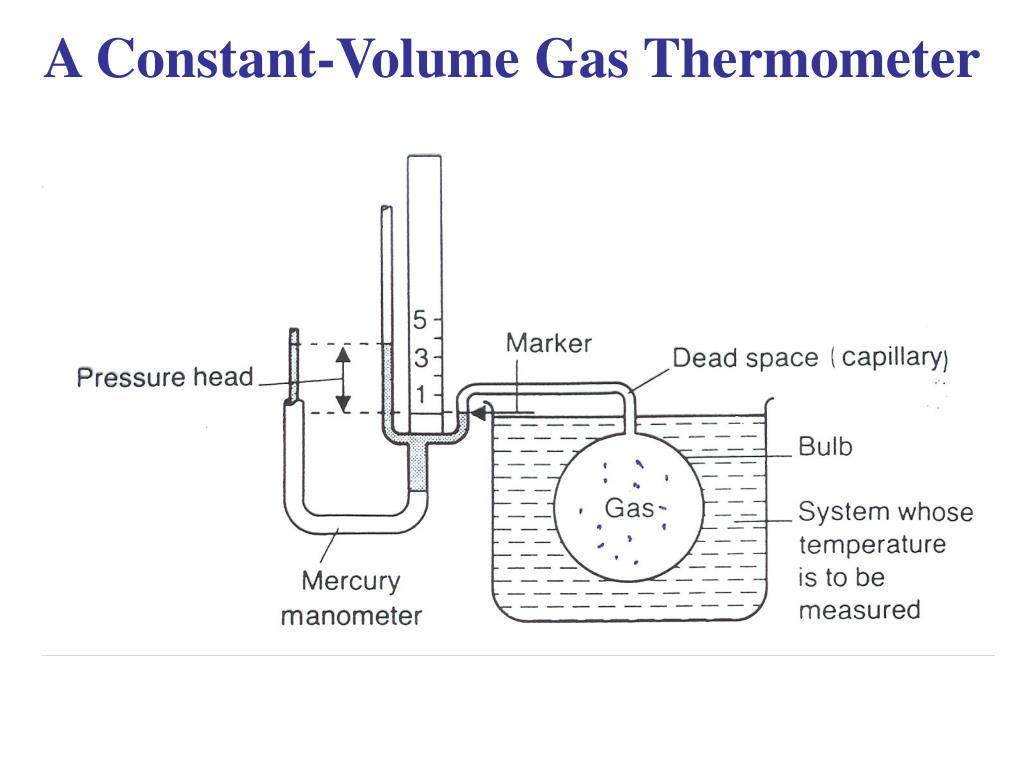 A Constant-Volume Gas Thermometer
5
3
1
Marker
Dead space (capillary)
Pressure head
Bulb
Gas
System whose
temperature
is to be
measured
Mercury
manometer